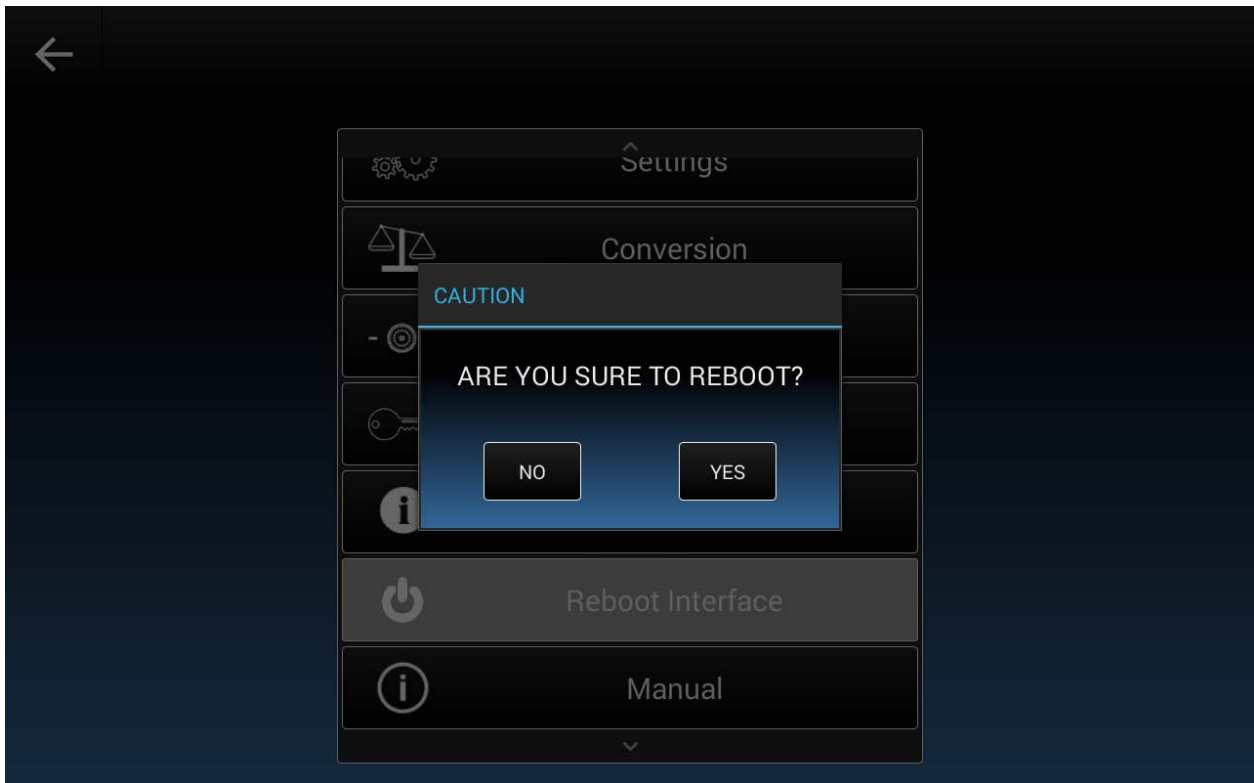 Settings
Conversion
CAUTION
-
ARE YOU SURE TO REBOOT?
NO
YES
i
Reboot Interface
i
Manual